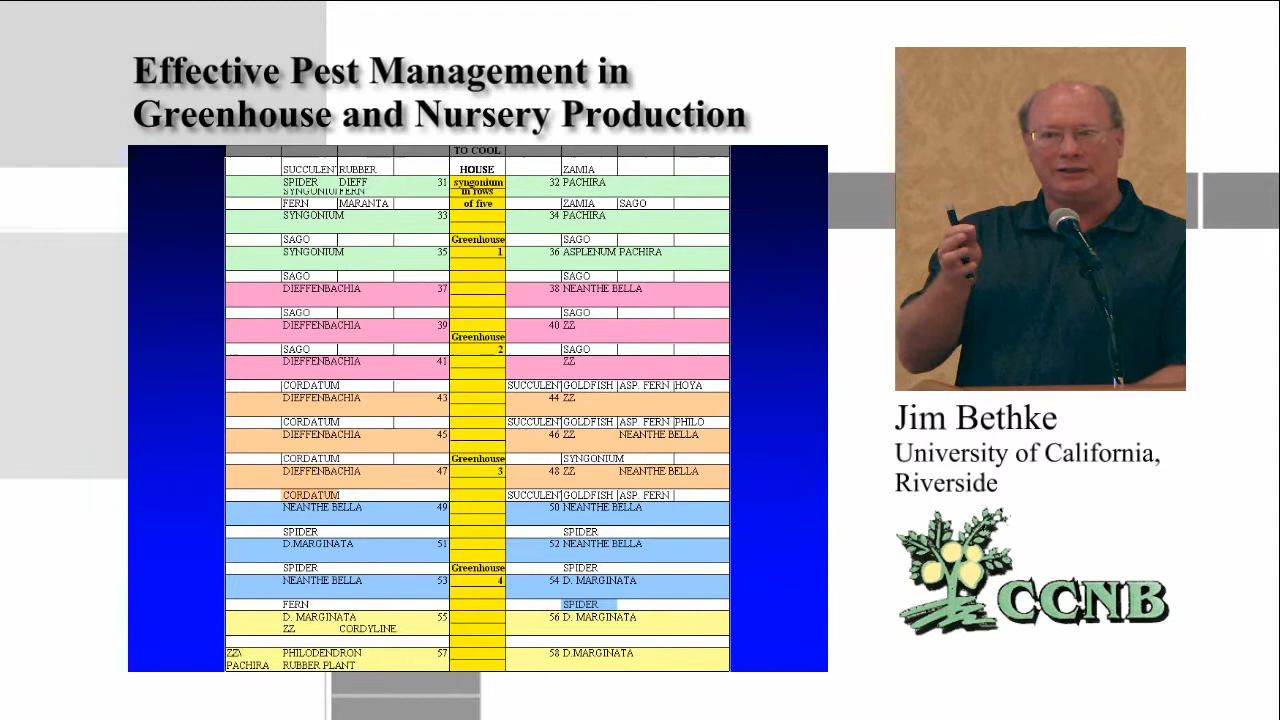 Effective Pest Management in
Greenhouse and Nursery Production
TO COOL
SUCCULENT RUBBER HOUSE ZAMIA
SPIDER DIEFF 31 syngonium 32 PACHIRA
SYNGONIUM FERN in rows
FERN MARANTA of five ZAMIA SAGO
SYNGONIUM 33 34 PACHIRA
SAGO Greenhouse SAGO
SYNGONIUM 35 1 36 ASPLENUM PACHIRA
SAGO SAGO
DIEFFENBACHIA 37 38 NEANTHE BELLA
SAGO SAGO
DIEFFENBACHIA 39 40 ZZ
Greenhouse
SAGO 2 SAGO
DIEFFENBACHIA 41 ZZ
CORDATUM SUCCULENT GOLDFISH ASP. FERN HOYA
DIEFFENBACHIA 43 44 ZZ
CORDATUM SUCCULENT GOLDFISH ASP. FERN PHILO
DIEFFENBACHIA 45 46 ZZ NEANTHE BELLA
CORDATUM Greenhouse SYNGONIUM
DIEFFENBACHIA 47 3 48 ZZ NEANTHE BELLA
CORDATUM SUCCULENT GOLDFISH ASP. FERN
NEANTHE BELLA 49 50 NEANTHE BELLA
SPIDER SPIDER
D.MARGINATA 51 52 NEANTHE BELLA
SPIDER Greenhouse SPIDER
NEANTHE BELLA 53 4 54 D. MARGINATA
FERN SPIDER
D. MARGINATA 55 56 D. MARGINATA
ZZ CORDYLINE
ZZ\ PHILODENDRON 57 58 D.MARGINATA
PACHIRA RUBBER PLANT
Jim Bethke
University of California,
Riverside
CCNB